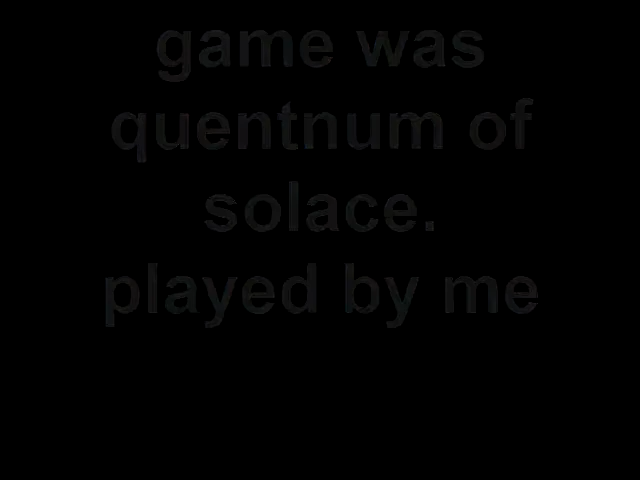 game was
quentnum of
solace.
played by me